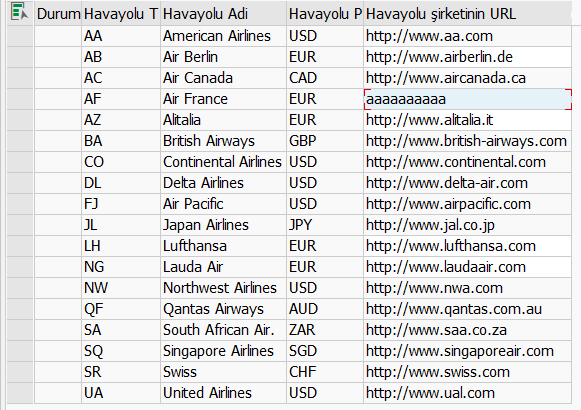 Durum Havayolu T Havayolu Adi Havayolu P Havayolu şirketinin URL
AA American Airlines USD http://www.aa.com
AB Air Berlin EUR http://www.airberlin.de
AC Air Canada CAD http://www.aircanada.ca
AF Air France EUR aaaaaaaaaa
AZ Alitalia EUR http://www.alitalia.it
BA British Airways GBP http://www.british-airways.com
CO Continental Airlines USD http://www.continental.com
DL Delta Airlines USD http://www.delta-air.com
FJ Air Pacific USD http://www.airpacific.com
JL Japan Airlines JPY http://www.jal.co.jp
LH Lufthansa EUR http://www.lufthansa.com
NG Lauda Air EUR http://www.laudaair.com
NW Northwest Airlines USD http://www.nwa.com
QF Qantas Airways AUD http://www.qantas.com.au
SA South African Air. ZAR http://www.saa.co.za
SQ Singapore Airlines SGD http://www.singaporeair.com
SR Swiss CHF http://www.swiss.com
UA United Airlines USD http://www.ual.com